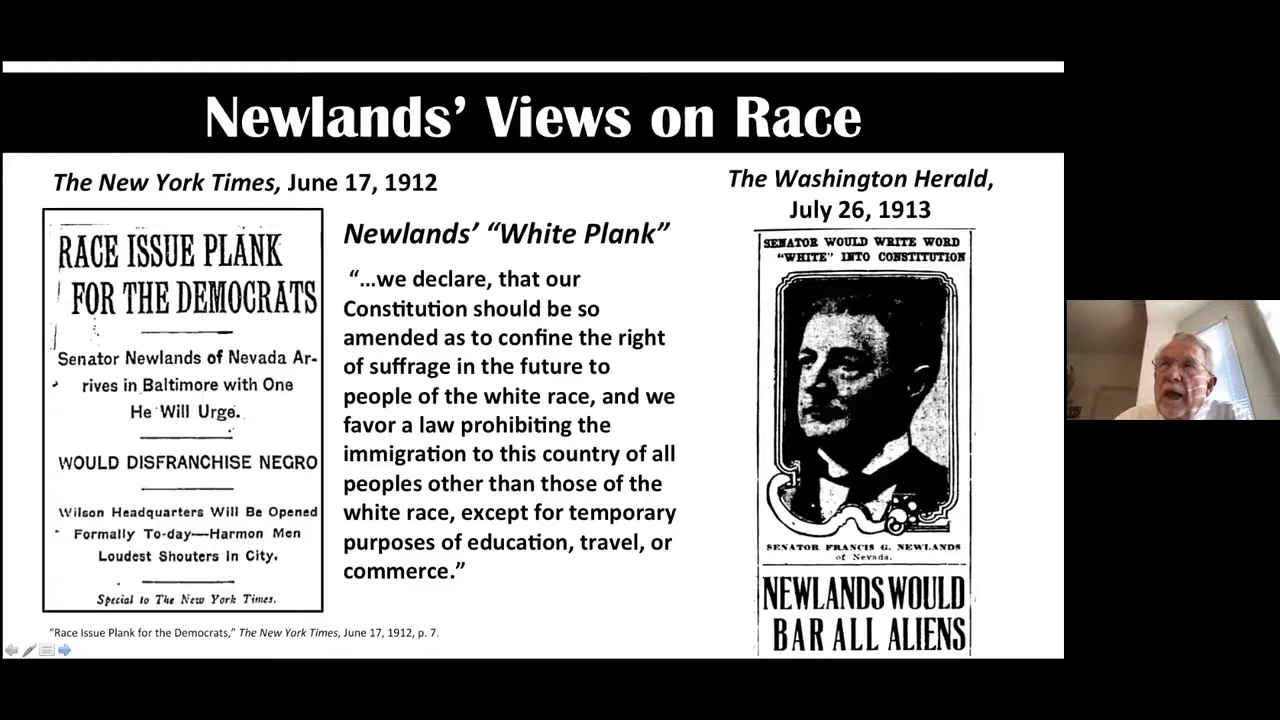 Newlands’ Views on Race
The New York Times, June 17, 1912
RACE ISSUE PLANK
FOR THE DEMOCRATS
Senator Newlands of Nevada Ar-
rives in Baltimore with One
He Will Urge.
WOULD DISFRANCHISE NEGRO
Wilson Headquarters Will Be Opened
Formally To-day—Harmon Men
Loudest Shouters In City.
Special to The New York Times.
“Race Issue Plank for the Democrats,” The New York Times, June 17, 1912, p. 7.
Newlands’ “White Plank”
“…we declare, that our
Constitution should be so
amended as to confine the right
of suffrage in the future to
people of the white race, and we
favor a law prohibiting the
immigration to this country of all
peoples other than those of the
white race, except for temporary
purposes of education, travel, or
commerce.”
The Washington Herald,
July 26, 1913
SENATOR WOULD WRITE WORD
“WHITE” INTO CONSTITUTION
SENATOR FRANCIS G. NEWLANDS
of Nevada.
NEWLANDS WOULD
BAR ALL ALIENS